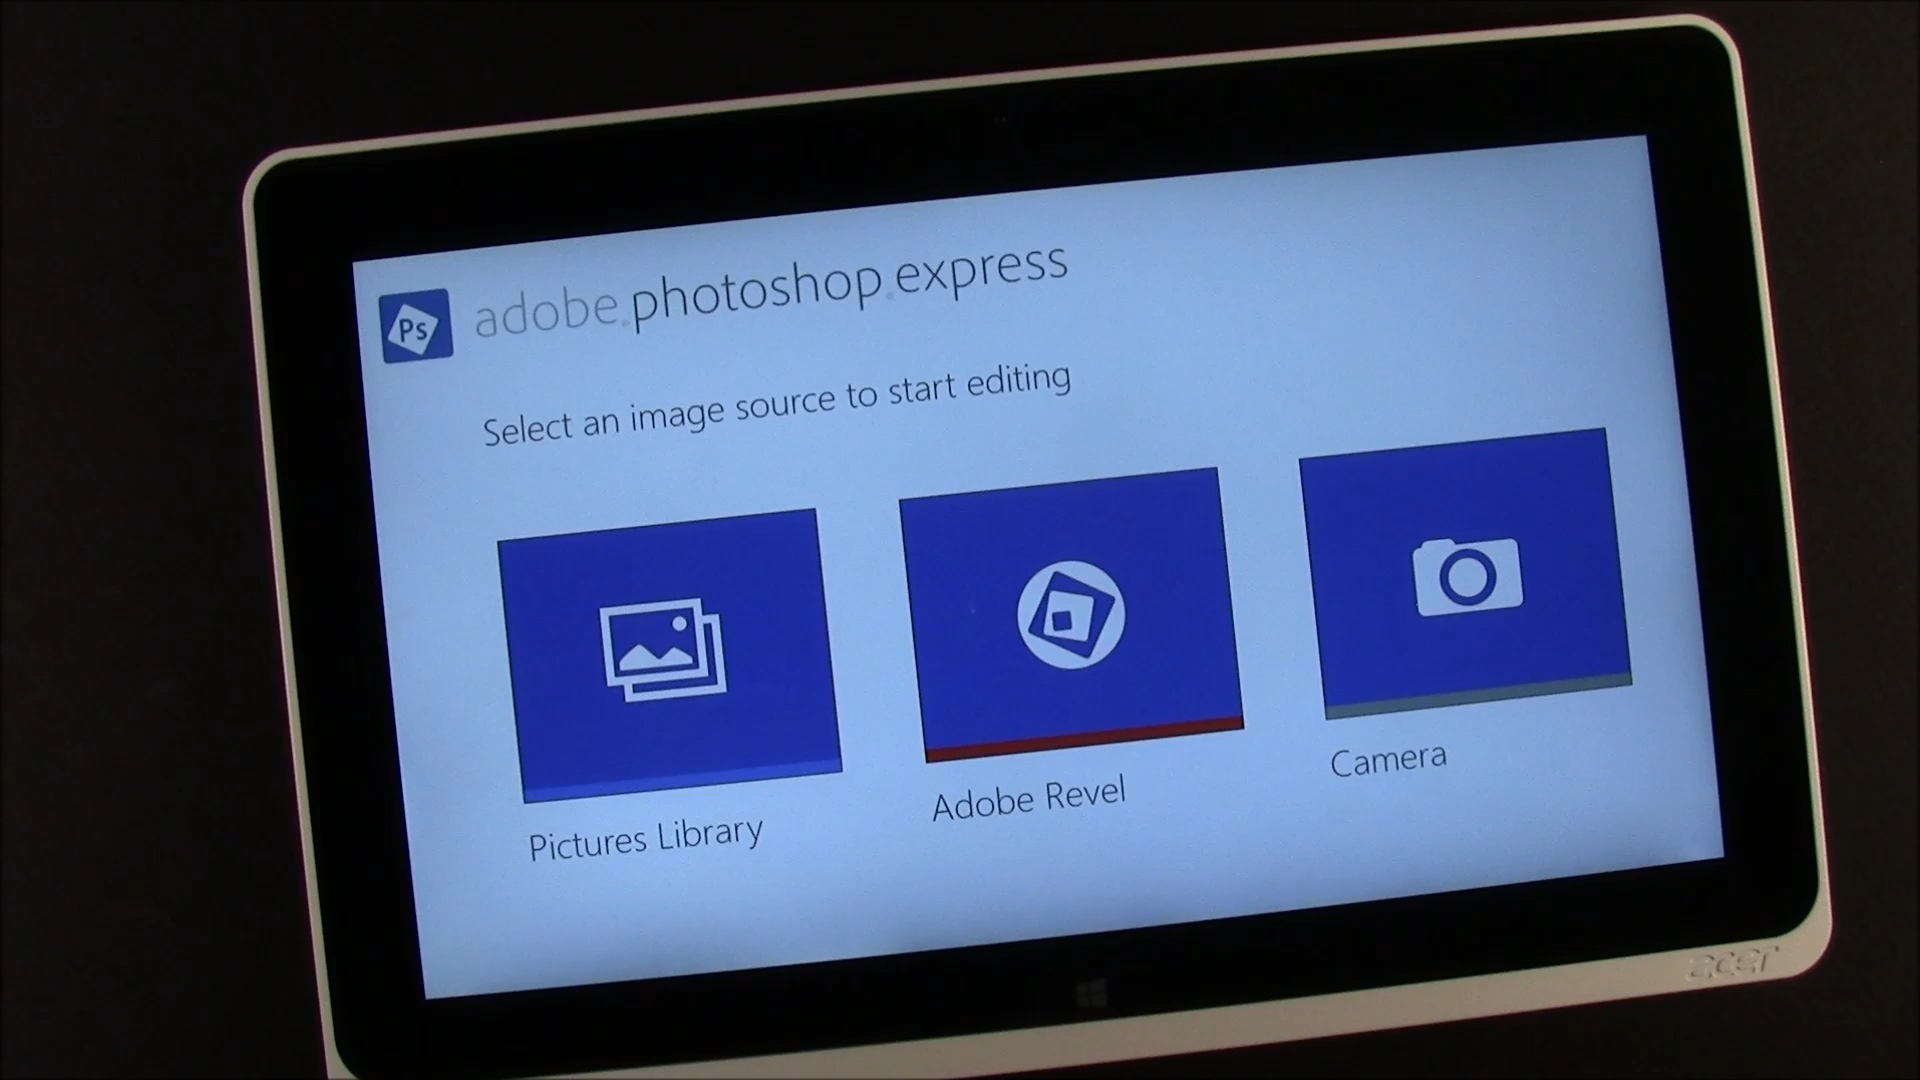 Ps adobe.photoshop.express
Select an image source to start editing
Pictures Library
Adobe Revel
Camera
acer